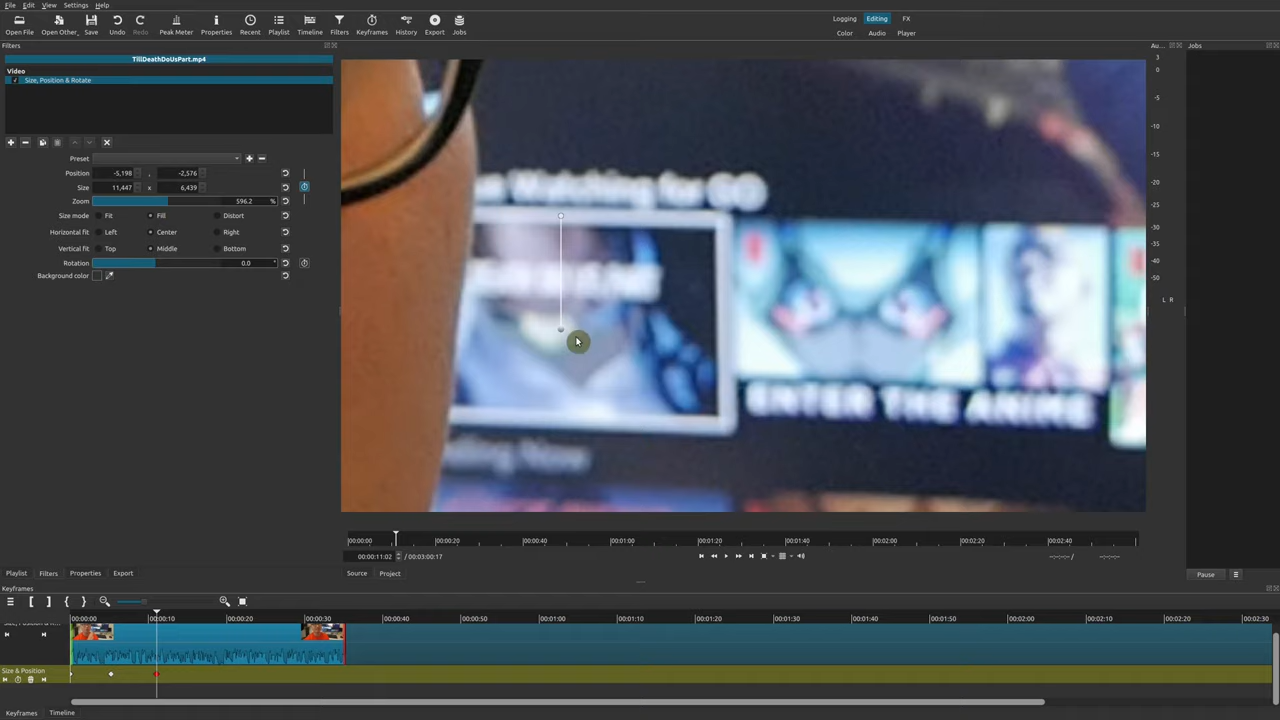 File Edit View Settings Help
Open File Open Other.. Save Undo Redo Peak Meter Properties Recent Playlist Filters Timeline Keyframes History Export Jobs
Logging Editing FX
Color Audio Player
Filters
Au...
Jobs
TillDeathDoUsPart.mp4
Video
Size, Position & Rotate
Preset
Position -5,198 , -2,576
Size 11,447 x 6,439
Zoom 596.2 %
Size mode Fit Fill Distort
Horizontal fit Left Center Right
Vertical fit Top Middle Bottom
Rotation 0.0 °
Background color
Watching for GO
ENTER THE ANIME
Trending Now
3
0
-5
-10
-15
-20
-25
-30
-35
-40
-50
L R
00:00:00 00:00:20 00:00:40 00:01:00 00:01:20 00:01:40 00:02:00 00:02:20 00:02:40
00:00:11:02 / 00:03:00:17
--:--:--:-- / --:--:--:--
Playlist Filters Properties Export
Source Project
Pause
Keyframes
00:00:00 00:00:10 00:00:20 00:00:30 00:00:40 00:00:50 00:01:00 00:01:10 00:01:20 00:01:30 00:01:40 00:01:50 00:02:00 00:02:10 00:02:20 00:02:30
Size & Position
Keyframes Timeline